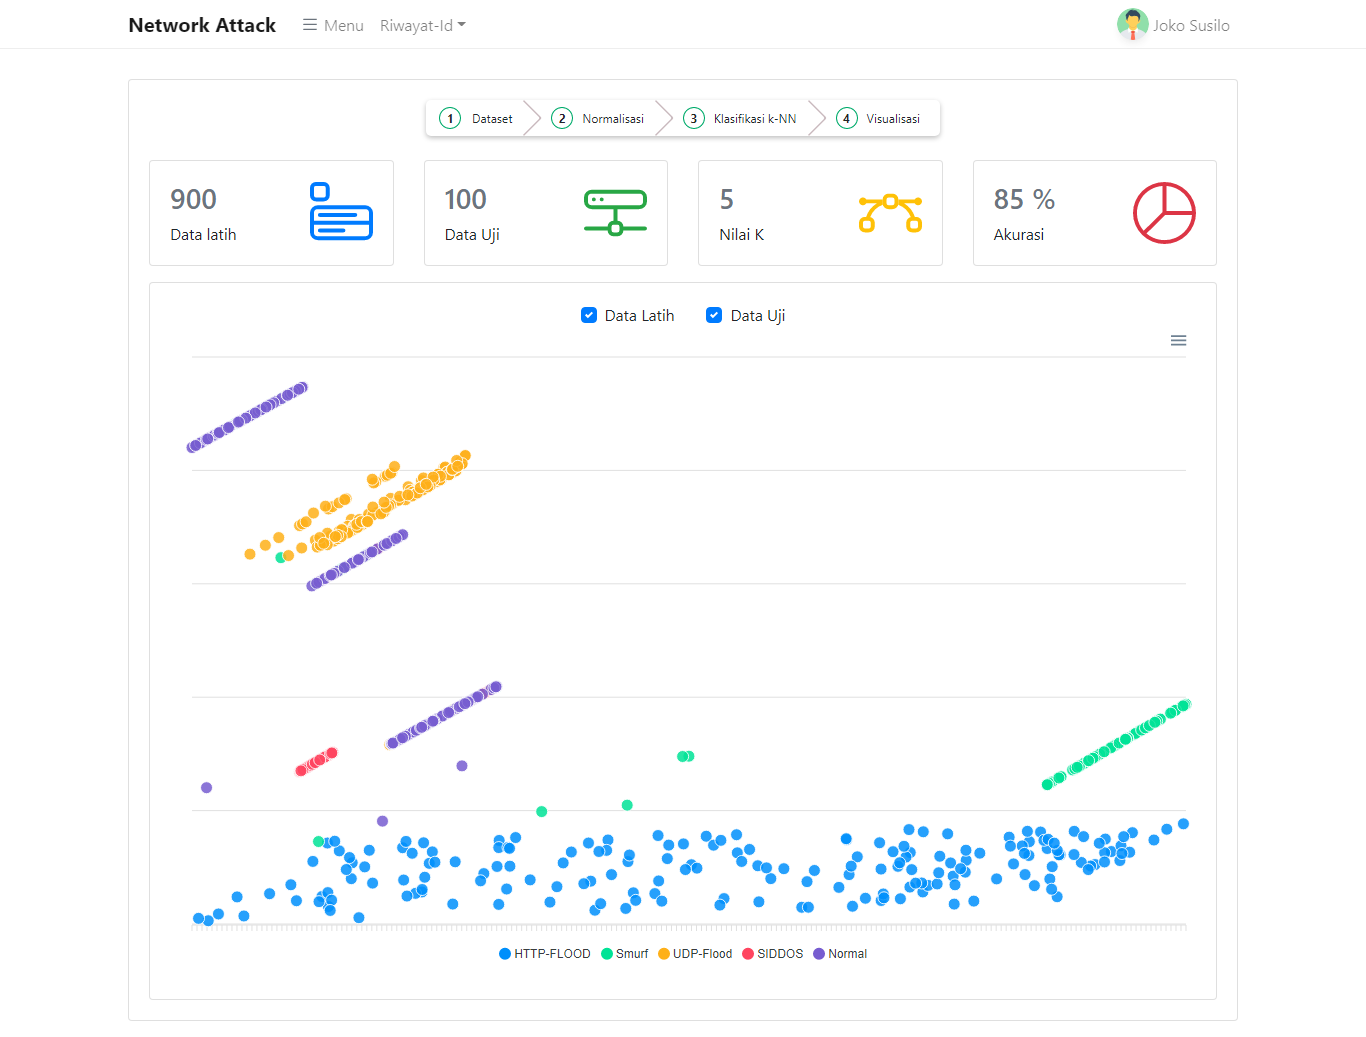 Network Attack Menu Riwayat-Id Joko Susilo
1 Dataset 2 Normalisasi 3 Klasifikasi k-NN 4 Visualisasi
900
Data latih
100
Data Uji
5
Nilai K
85 %
Akurasi
Data Latih Data Uji
HTTP-FLOOD Smurf UDP-Flood SIDDOS Normal